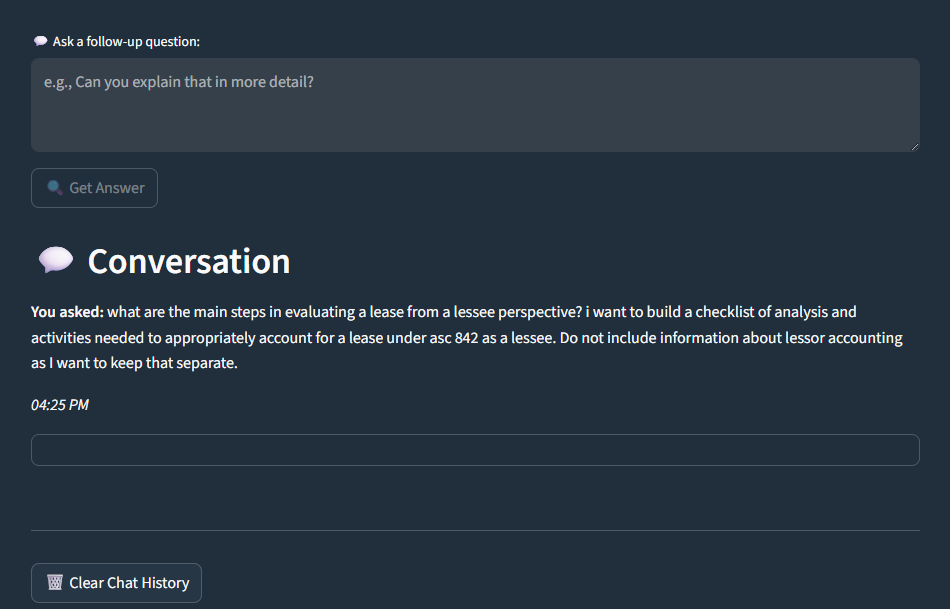 Ask a follow-up question:
e.g., Can you explain that in more detail?
Get Answer
Conversation
You asked: what are the main steps in evaluating a lease from a lessee perspective? i want to build a checklist of analysis and
activities needed to appropriately account for a lease under asc 842 as a lessee. Do not include information about lessor accounting
as I want to keep that separate.
04:25 PM
Clear Chat History